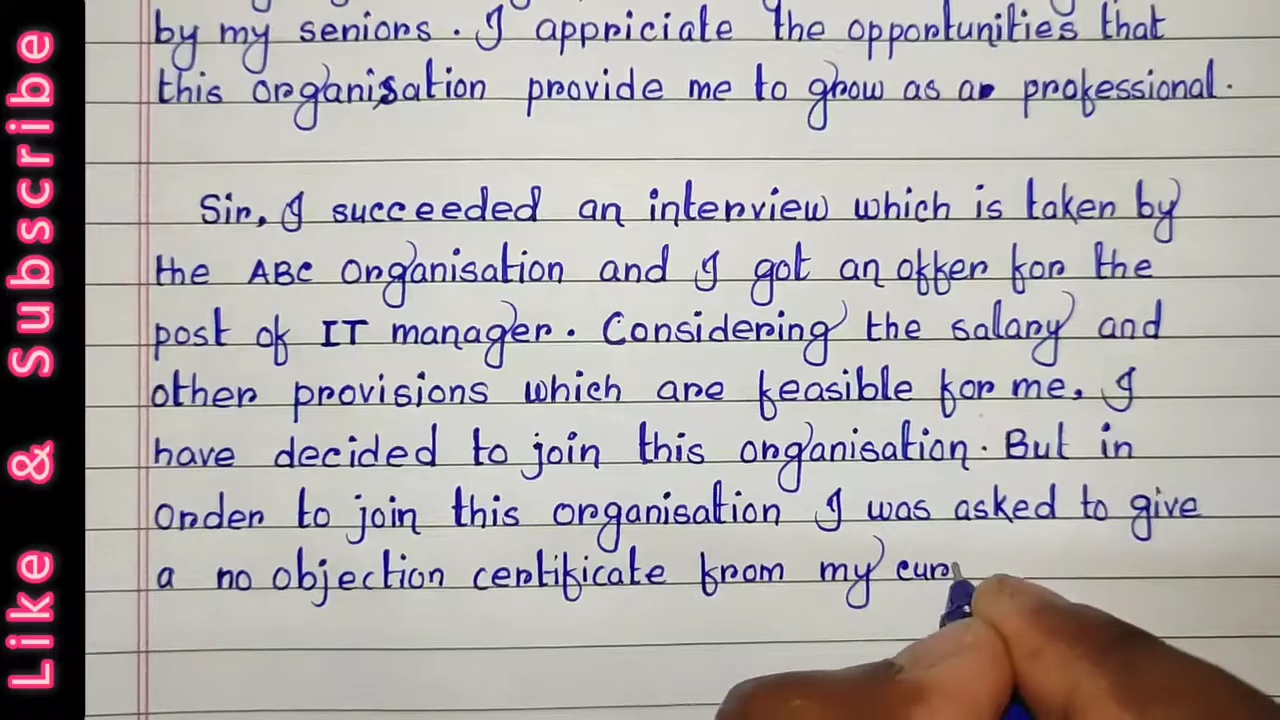 by my seniors. I appriciate the opportunities that
this organisation provide me to grow as a professional.
Sir, I succeeded an interview which is taken by
the ABC organisation and I got an offer for the
post of IT manager. Considering the salary and
other provisions which are feasible for me, I
have decided to join this organisation. But in
order to join this organisation I was asked to give
a no objection certificate from my curr
Like & Subscribe